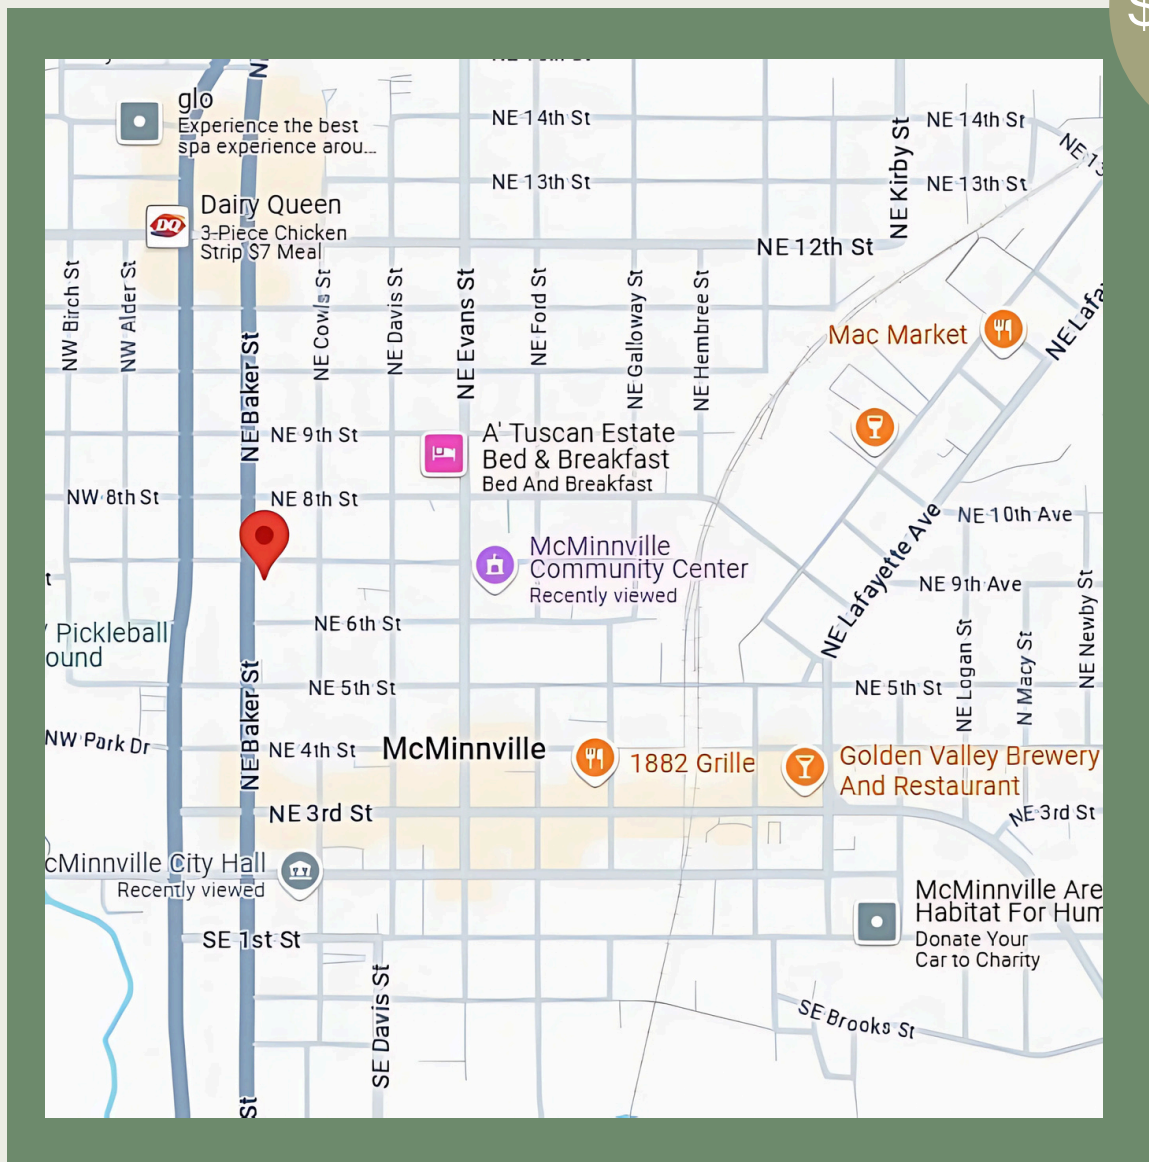 $
NE 14th St
NE 14th St
NE 13th St
NE 13th St
NE 12th St
NE Kirby St
glo
Experience the best
spa experience arou...
DQ
Dairy Queen
3-Piece Chicken
Strip $7 Meal
NW Birch St
NW Alder St
NE Baker St
NE Cowls St
NE Davis St
NE Evans St
NE Ford St
NE Galloway St
NE Hembree St
Mac Market
NE Lafa
NE 9th St
A' Tuscan Estate
Bed & Breakfast
Bed And Breakfast
NW 8th St
NE 8th St
McMinnville
Community Center
Recently viewed
NE Lafayette Ave
NE 10th Ave
NE 9th Ave
NE Newby St
NE Logan St
N Macy St
t
Pickleball
ound
NE 6th St
NE 5th St
NE 5th St
NE Baker St
NW Park Dr
NE 4th St
McMinnville
1882 Grille
Golden Valley Brewery
And Restaurant
NE 3rd St
NE 3rd St
cMinnville City Hall
Recently viewed
McMinnville Are
Habitat For Hum
Donate Your
Car to Charity
SE 1st St
SE Davis St
SE Brooks St
St